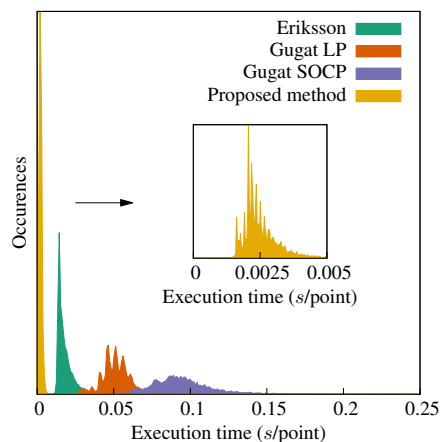 Eriksson
Gugat LP
Gugat SOCP
Proposed method
Occurences
0 0.0025 0.005
Execution time (s/point)
0 0.05 0.1 0.15 0.2 0.25
Execution time (s/point)